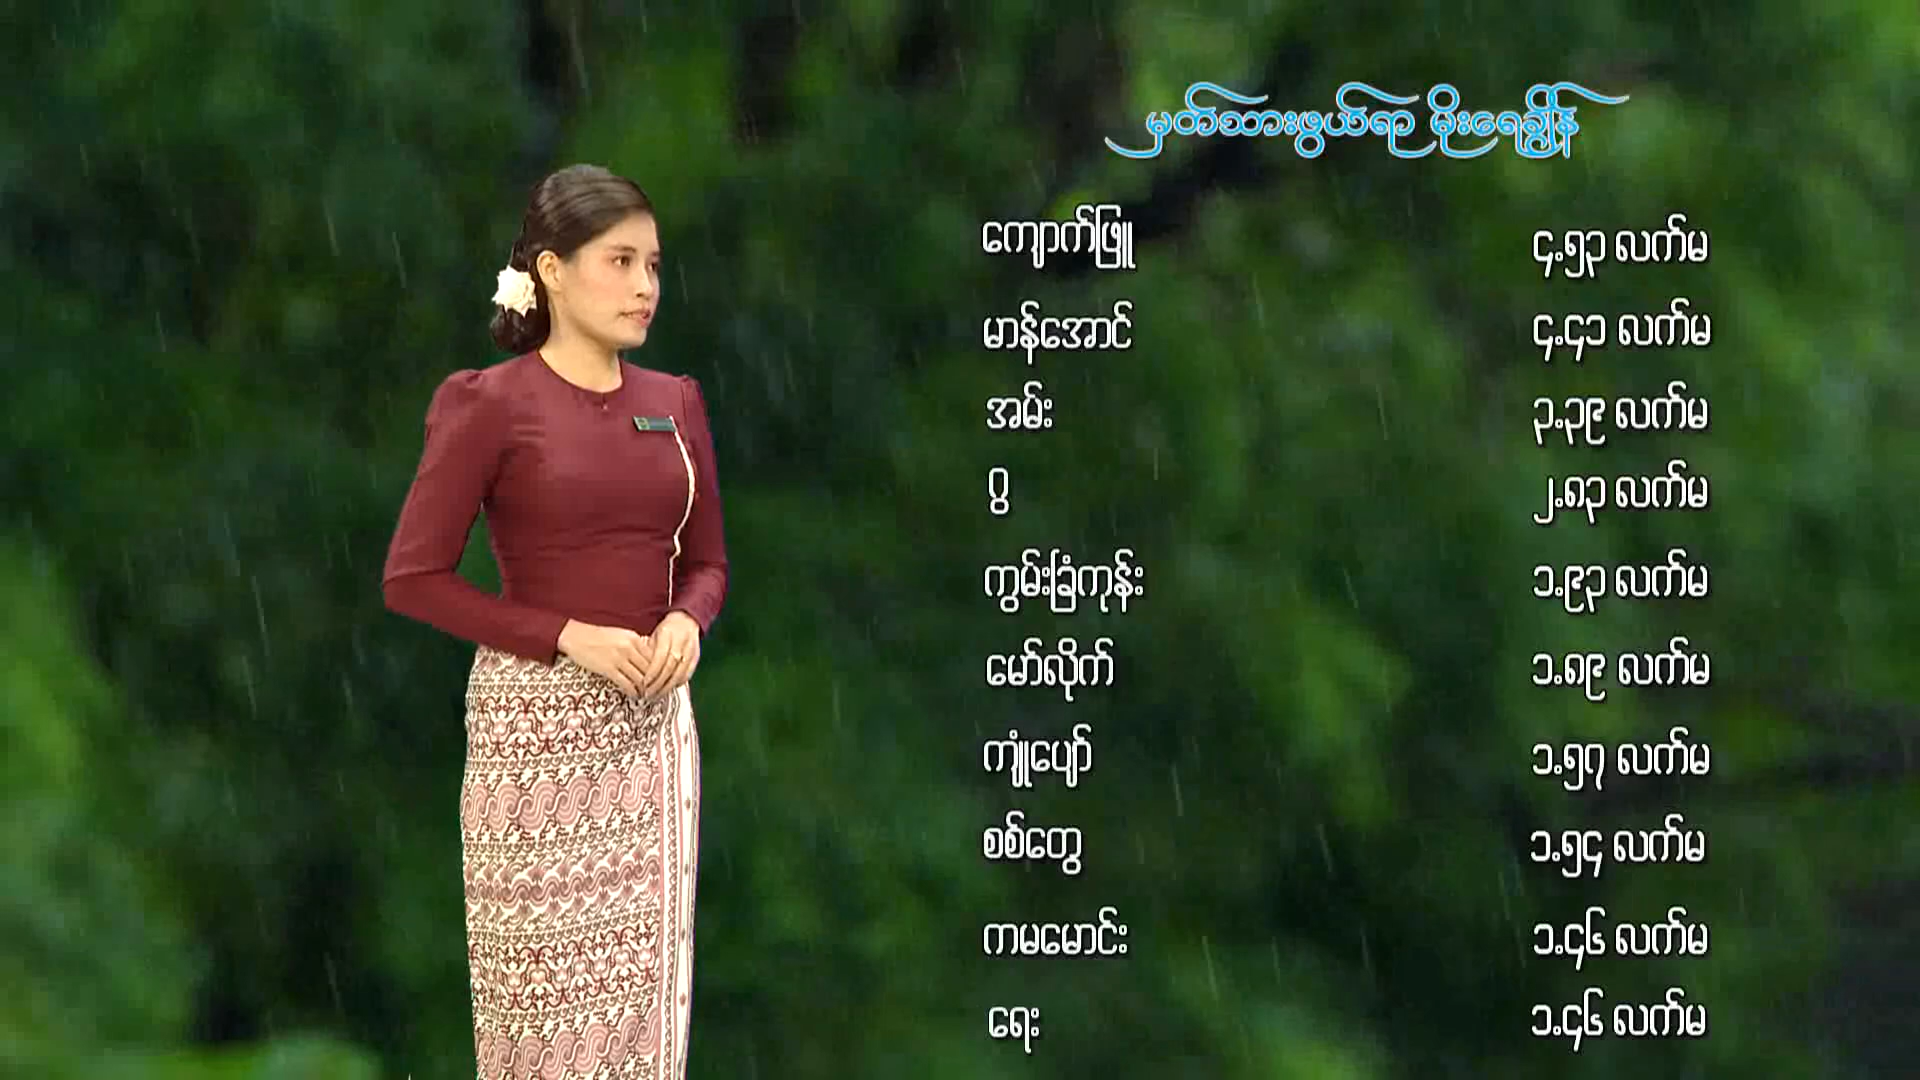 မှတ်သားဖွယ်ရာ မိုးရေချိန်
ကျောက်ဖြူ ၄.၅၃ လက်မ
မာန်အောင် ၄.၄၁ လက်မ
အမ်း ၃.၃၉ လက်မ
ဂွ ၂.၈၃ လက်မ
ကွမ်းခြံကုန်း ၁.၉၃ လက်မ
မော်လိုက် ၁.၈၉ လက်မ
ကျုံပျော် ၁.၅၇ လက်မ
စစ်တွေ ၁.၅၄ လက်မ
ကမမောင်း ၁.၄၆ လက်မ
ရေး ၁.၄၆ လက်မ